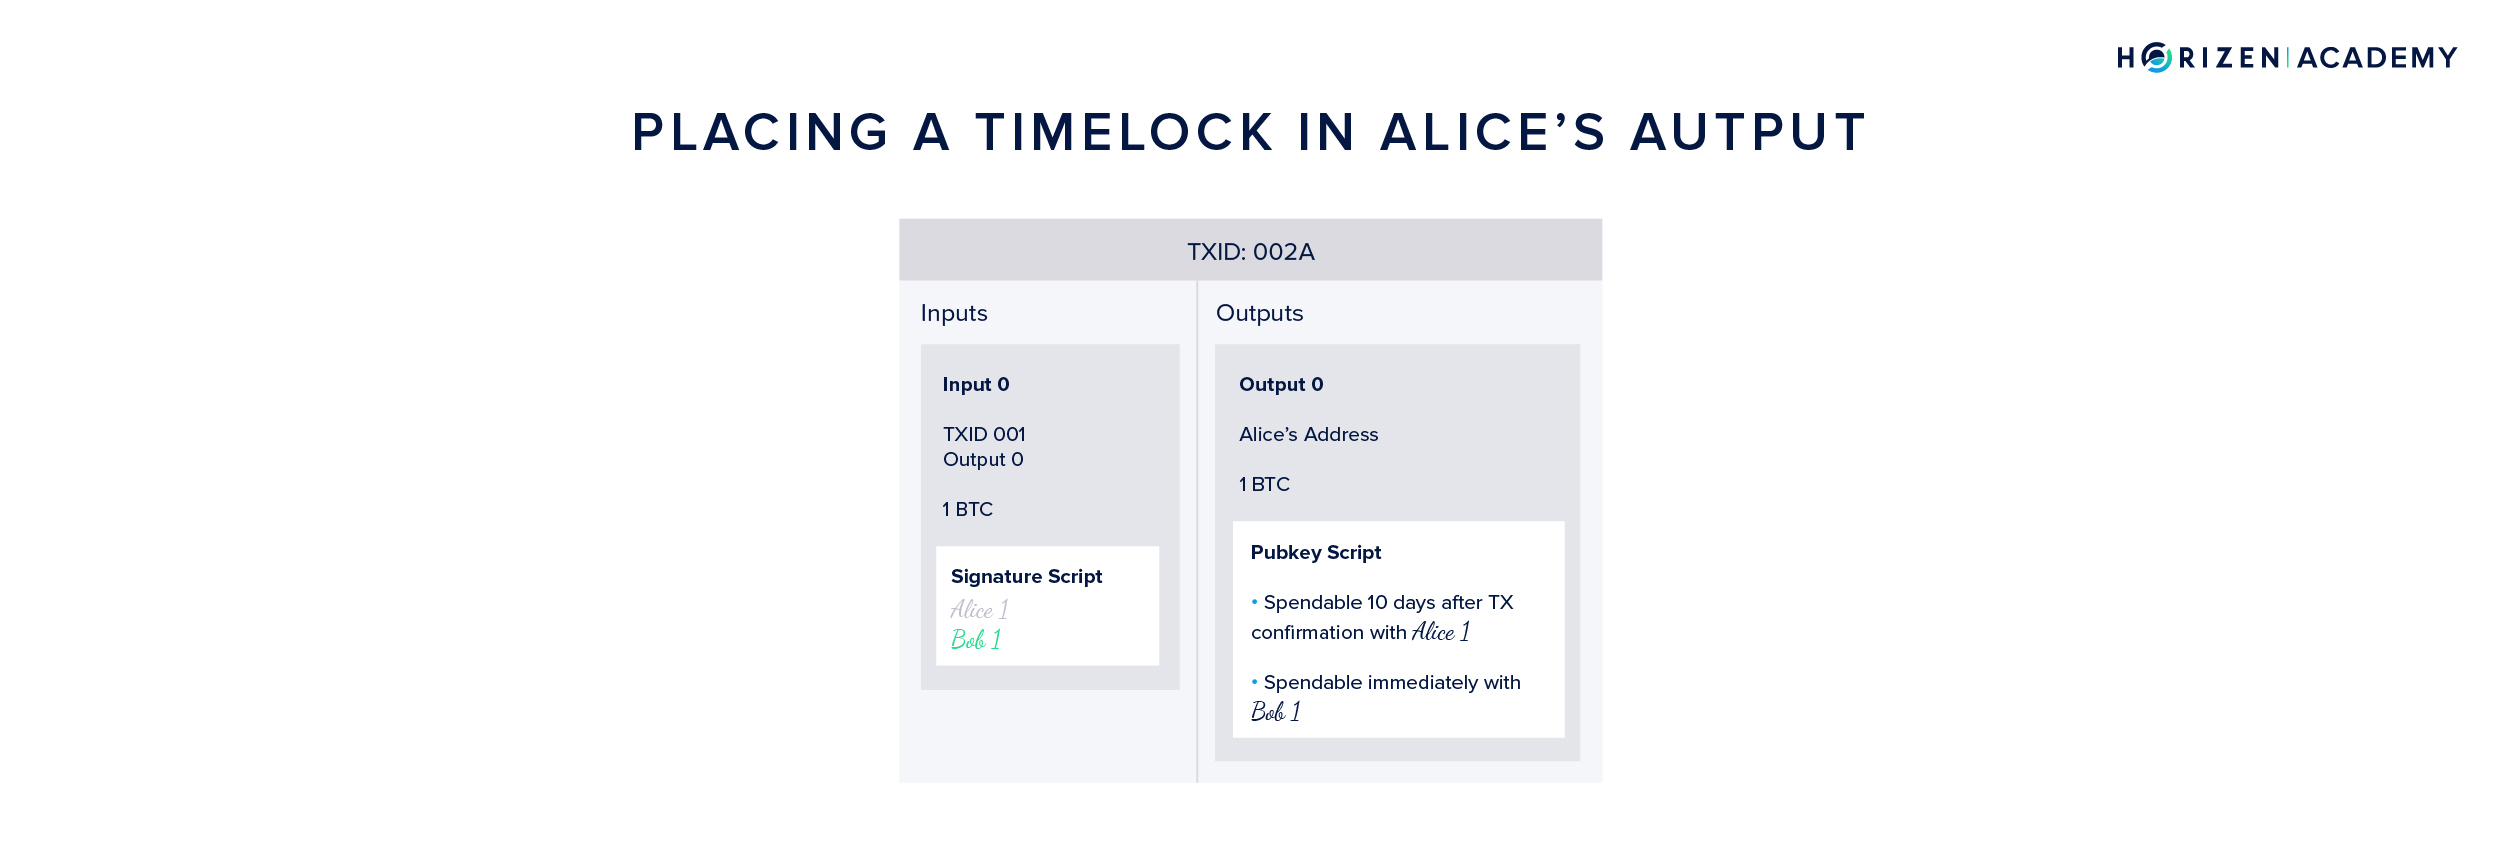 HORIZEN | ACADEMY
PLACING A TIMELOCK IN ALICE’S AUTPUT
TXID: 002A
Inputs
Input 0
TXID 001
Output 0
1 BTC
Signature Script
Alice 1
Bob 1
Outputs
Output 0
Alice’s Address
1 BTC
Pubkey Script
• Spendable 10 days after TX
confirmation with Alice 1
• Spendable immediately with
Bob 1